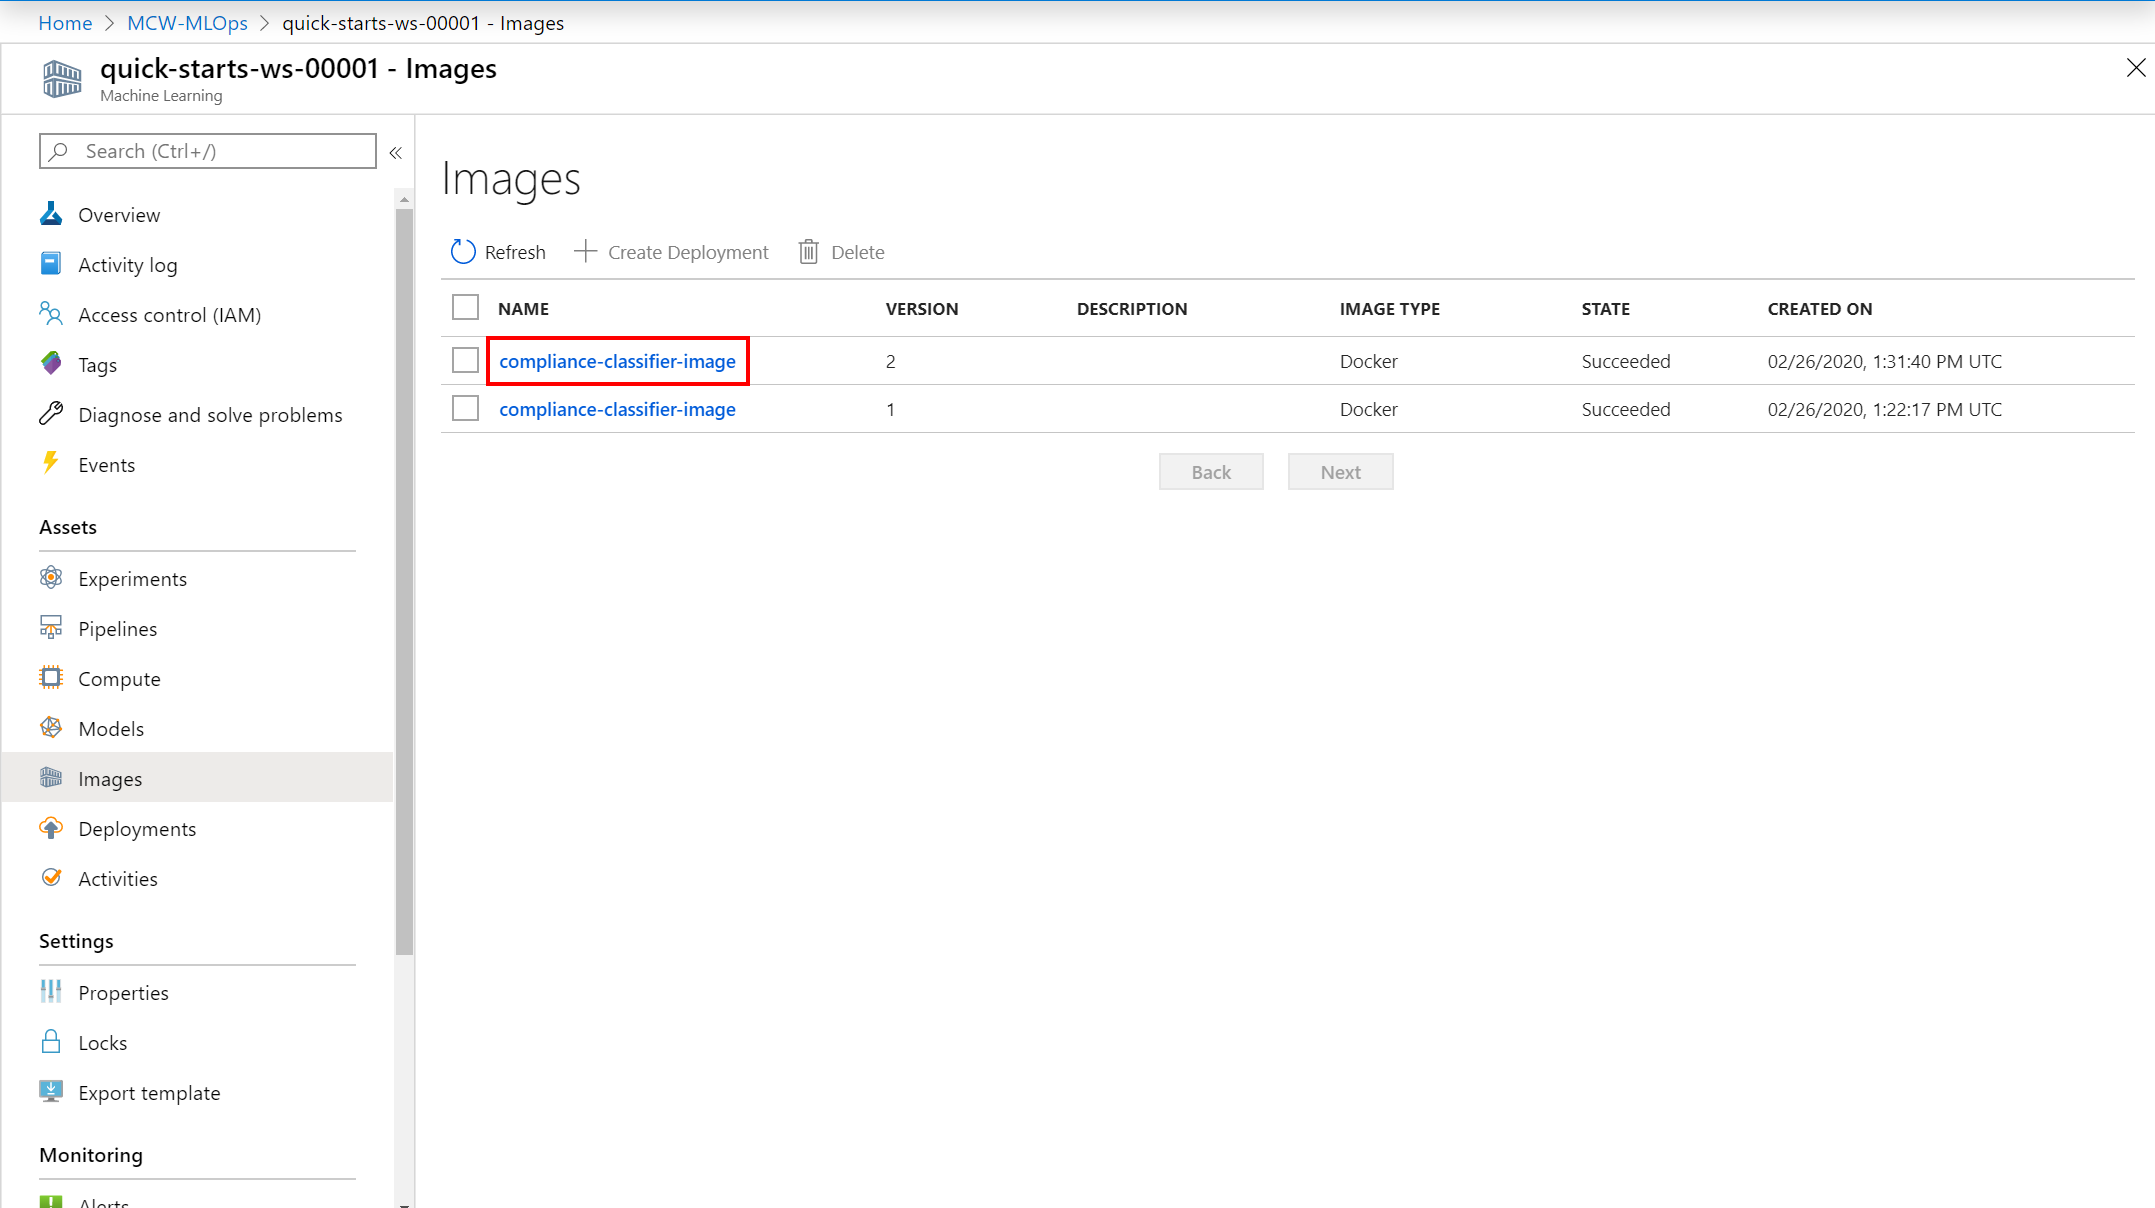 Home > MCW-MLOps > quick-starts-ws-00001 - Images
quick-starts-ws-00001 - Images
Machine Learning
Search (Ctrl+/)
«
Overview
Activity log
Access control (IAM)
Tags
Diagnose and solve problems
Events
Assets
Experiments
Pipelines
Compute
Models
Images
Deployments
Activities
Settings
Properties
Locks
Export template
Monitoring
Alerts
Images
Refresh Create Deployment Delete
NAME VERSION DESCRIPTION IMAGE TYPE STATE CREATED ON
compliance-classifier-image 2 Docker Succeeded 02/26/2020, 1:31:40 PM UTC
compliance-classifier-image 1 Docker Succeeded 02/26/2020, 1:22:17 PM UTC
Back Next